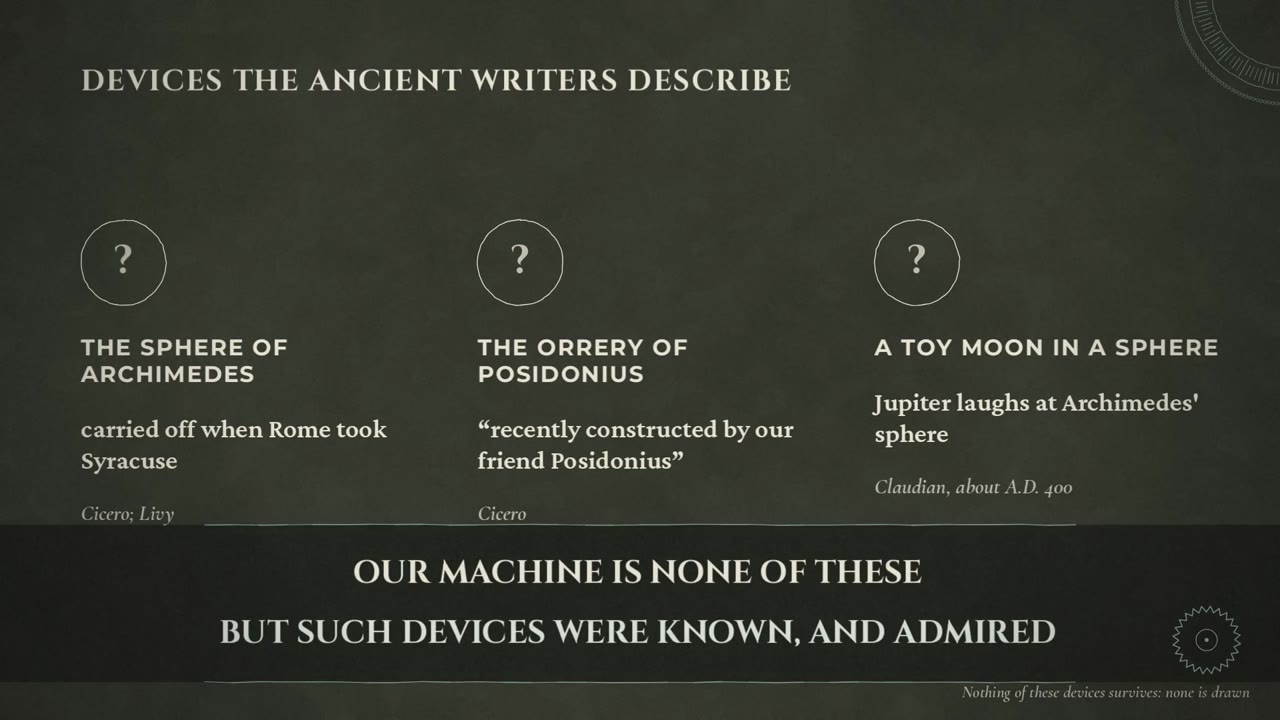 DEVICES THE ANCIENT WRITERS DESCRIBE
?
THE SPHERE OF
ARCHIMEDES
carried off when Rome took
Syracuse
Cicero; Livy
?
THE ORRERY OF
POSIDONIUS
“recently constructed by our
friend Posidonius”
Cicero
?
A TOY MOON IN A SPHERE
Jupiter laughs at Archimedes'
sphere
Claudian, about A.D. 400
OUR MACHINE IS NONE OF THESE
BUT SUCH DEVICES WERE KNOWN, AND ADMIRED
Nothing of these devices survives: none is drawn